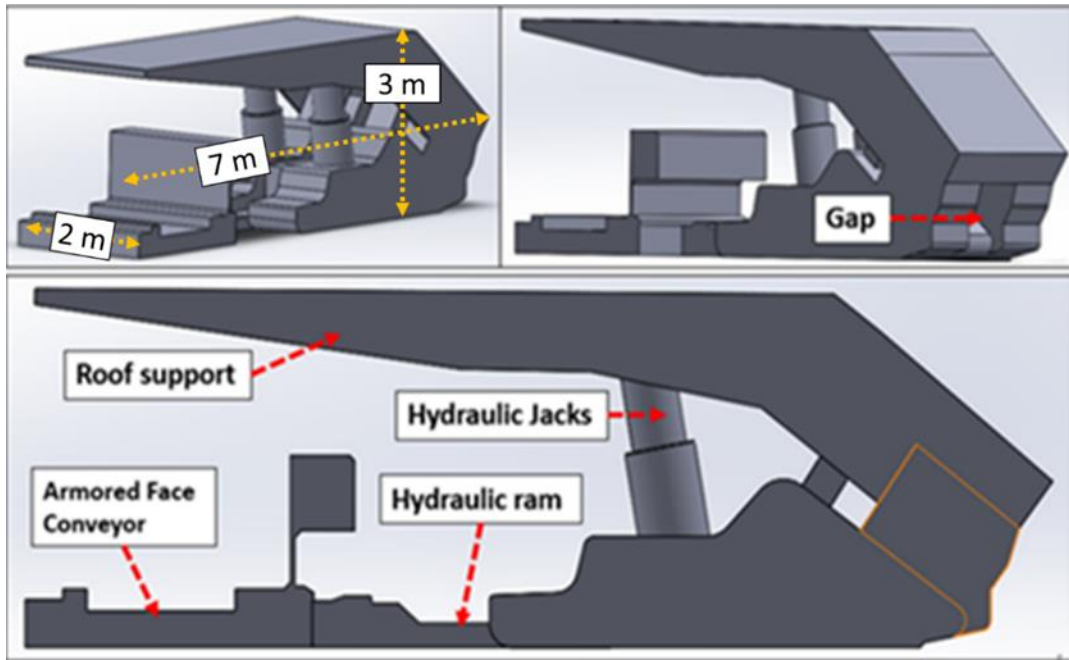 3 m
7 m
2 m
Gap
Roof support
Hydraulic Jacks
Armored Face
Conveyor
Hydraulic ram